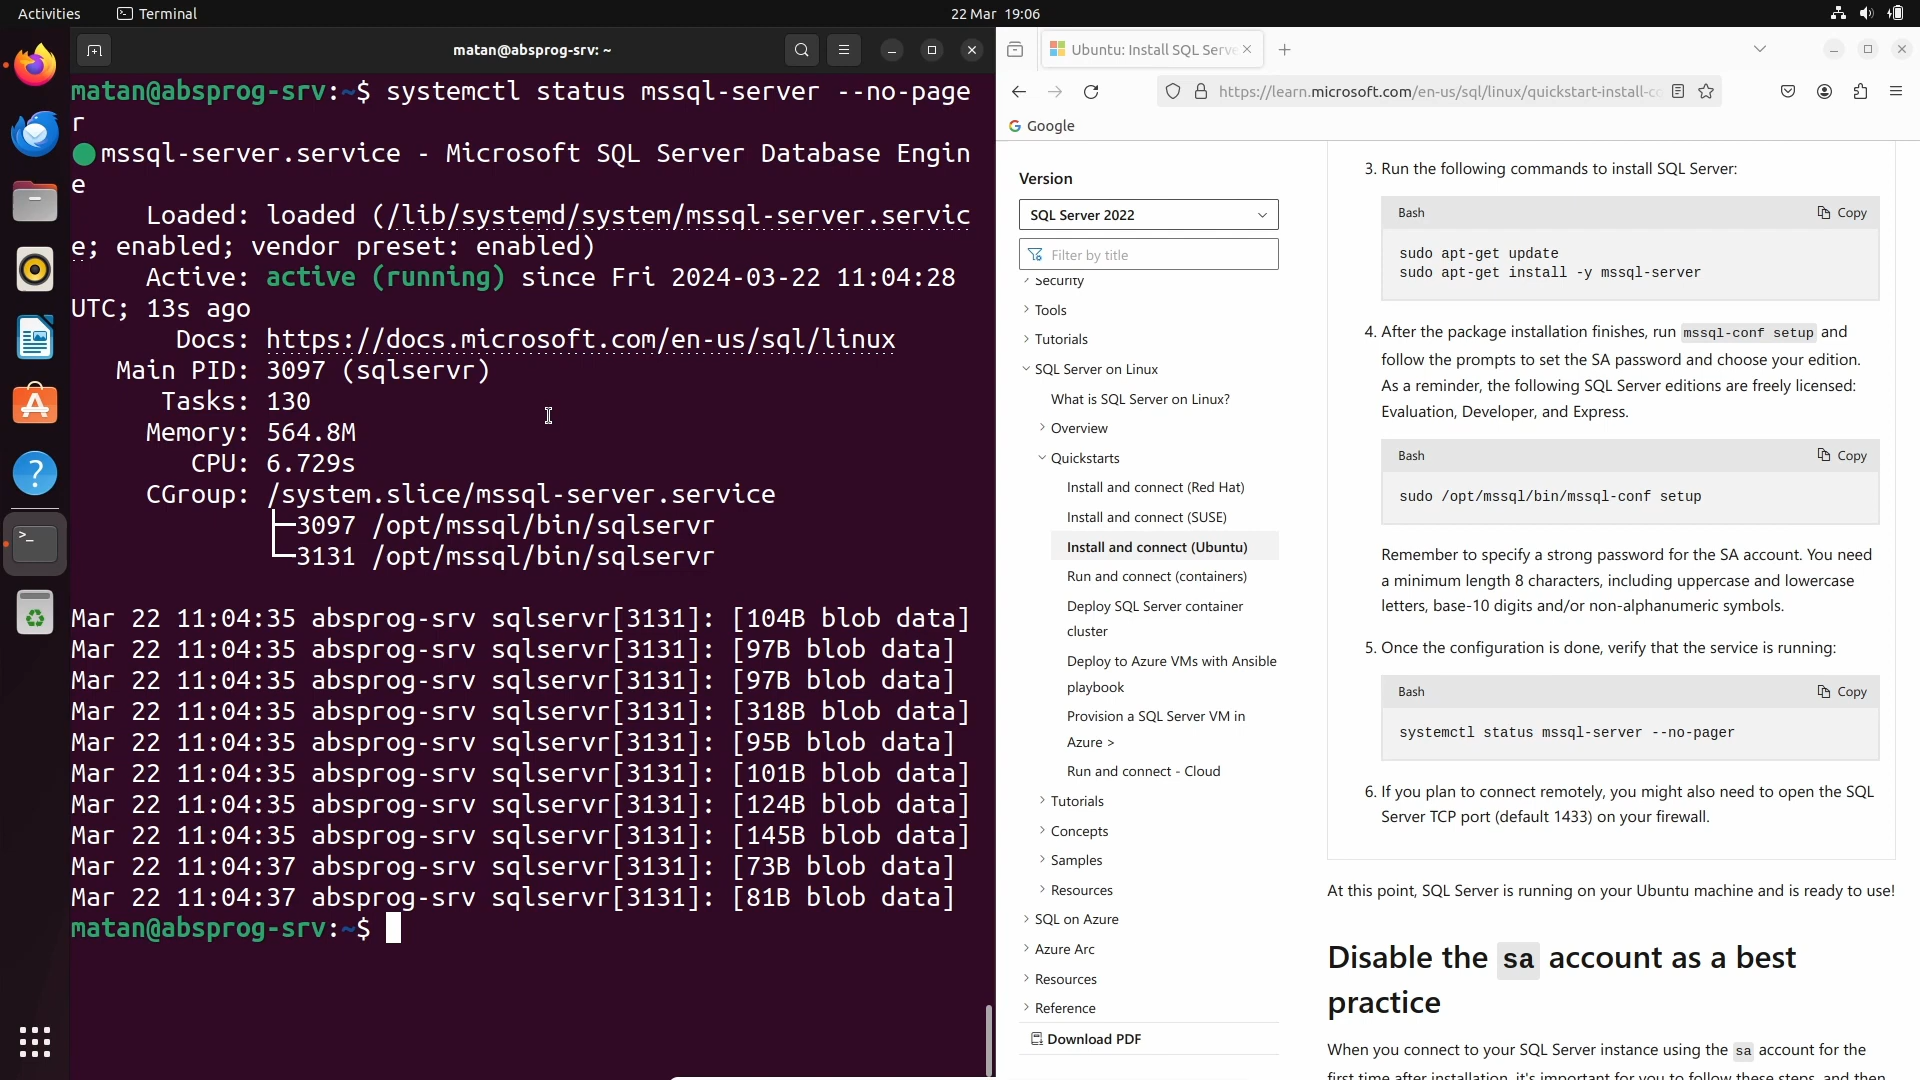 Activities
Terminal
22 Mar 19:06
matan@absprog-srv: ~
matan@absprog-srv:~$ systemctl status mssql-server --no-page
r
mssql-server.service - Microsoft SQL Server Database Engin
e
Loaded: loaded (/lib/systemd/system/mssql-server.servic
e; enabled; vendor preset: enabled)
Active: active (running) since Fri 2024-03-22 11:04:28
UTC; 13s ago
Docs: https://docs.microsoft.com/en-us/sql/linux
Main PID: 3097 (sqlservr)
Tasks: 130
Memory: 564.8M
CPU: 6.729s
CGroup: /system.slice/mssql-server.service
├─3097 /opt/mssql/bin/sqlservr
└─3131 /opt/mssql/bin/sqlservr
Mar 22 11:04:35 absprog-srv sqlservr[3131]: [104B blob data]
Mar 22 11:04:35 absprog-srv sqlservr[3131]: [97B blob data]
Mar 22 11:04:35 absprog-srv sqlservr[3131]: [97B blob data]
Mar 22 11:04:35 absprog-srv sqlservr[3131]: [318B blob data]
Mar 22 11:04:35 absprog-srv sqlservr[3131]: [95B blob data]
Mar 22 11:04:35 absprog-srv sqlservr[3131]: [101B blob data]
Mar 22 11:04:35 absprog-srv sqlservr[3131]: [124B blob data]
Mar 22 11:04:35 absprog-srv sqlservr[3131]: [145B blob data]
Mar 22 11:04:37 absprog-srv sqlservr[3131]: [73B blob data]
Mar 22 11:04:37 absprog-srv sqlservr[3131]: [81B blob data]
matan@absprog-srv:~$
Ubuntu: Install SQL Serve
https://learn.microsoft.com/en-us/sql/linux/quickstart-install-co
Google
Version
SQL Server 2022
Filter by title
Security
Tools
Tutorials
SQL Server on Linux
What is SQL Server on Linux?
Overview
Quickstarts
Install and connect (Red Hat)
Install and connect (SUSE)
Install and connect (Ubuntu)
Run and connect (containers)
Deploy SQL Server container
cluster
Deploy to Azure VMs with Ansible
playbook
Provision a SQL Server VM in
Azure >
Run and connect - Cloud
Tutorials
Concepts
Samples
Resources
SQL on Azure
Azure Arc
Resources
Reference
Download PDF
3. Run the following commands to install SQL Server:
Bash
Copy
sudo apt-get update
sudo apt-get install -y mssql-server
4. After the package installation finishes, run mssql-conf setup and
follow the prompts to set the SA password and choose your edition.
As a reminder, the following SQL Server editions are freely licensed:
Evaluation, Developer, and Express.
Bash
Copy
sudo /opt/mssql/bin/mssql-conf setup
Remember to specify a strong password for the SA account. You need
a minimum length 8 characters, including uppercase and lowercase
letters, base-10 digits and/or non-alphanumeric symbols.
5. Once the configuration is done, verify that the service is running:
Bash
Copy
systemctl status mssql-server --no-pager
6. If you plan to connect remotely, you might also need to open the SQL
Server TCP port (default 1433) on your firewall.
At this point, SQL Server is running on your Ubuntu machine and is ready to use!
Disable the sa account as a best
practice
When you connect to your SQL Server instance using the sa account for the
first time after installation, it's important for you to follow these steps, and then